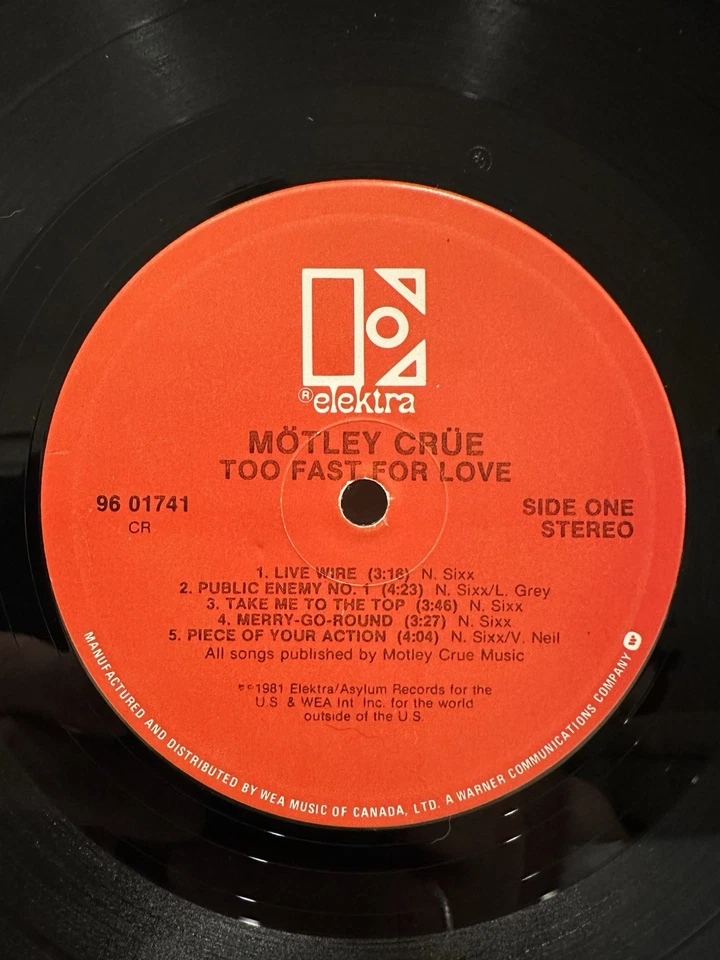 ® elektra
MÖTLEY CRÜE
TOO FAST FOR LOVE
96 01741
CR
SIDE ONE
STEREO
1. LIVE WIRE (3:16) N. Sixx
2. PUBLIC ENEMY NO. 1 (4:23) N. Sixx/L. Grey
3. TAKE ME TO THE TOP (3:46) N. Sixx
4. MERRY-GO-ROUND (3:27) N. Sixx
5. PIECE OF YOUR ACTION (4:04) N. Sixx/V. Neil
All songs published by Motley Crue Music
℗©1981 Elektra/Asylum Records for the
U.S. & WEA Int. Inc. for the world
outside of the U.S.
MANUFACTURED AND DISTRIBUTED BY WEA MUSIC OF CANADA, LTD. A WARNER COMMUNICATIONS COMPANY